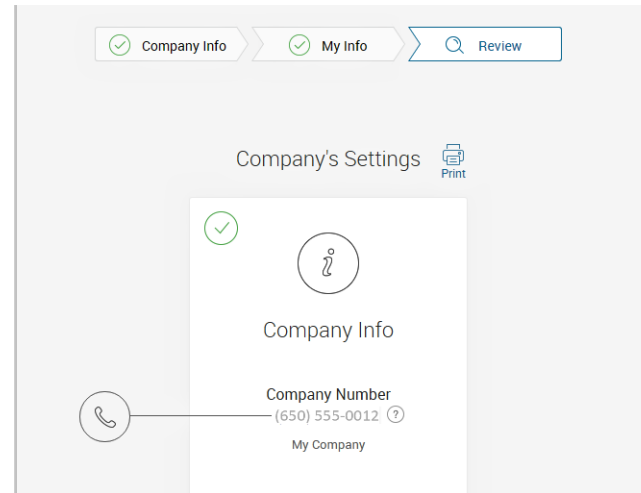 Company Info
My Info
Review
Company's Settings
Print
i
Company Info
Company Number
(650) 555-0012 ?
My Company